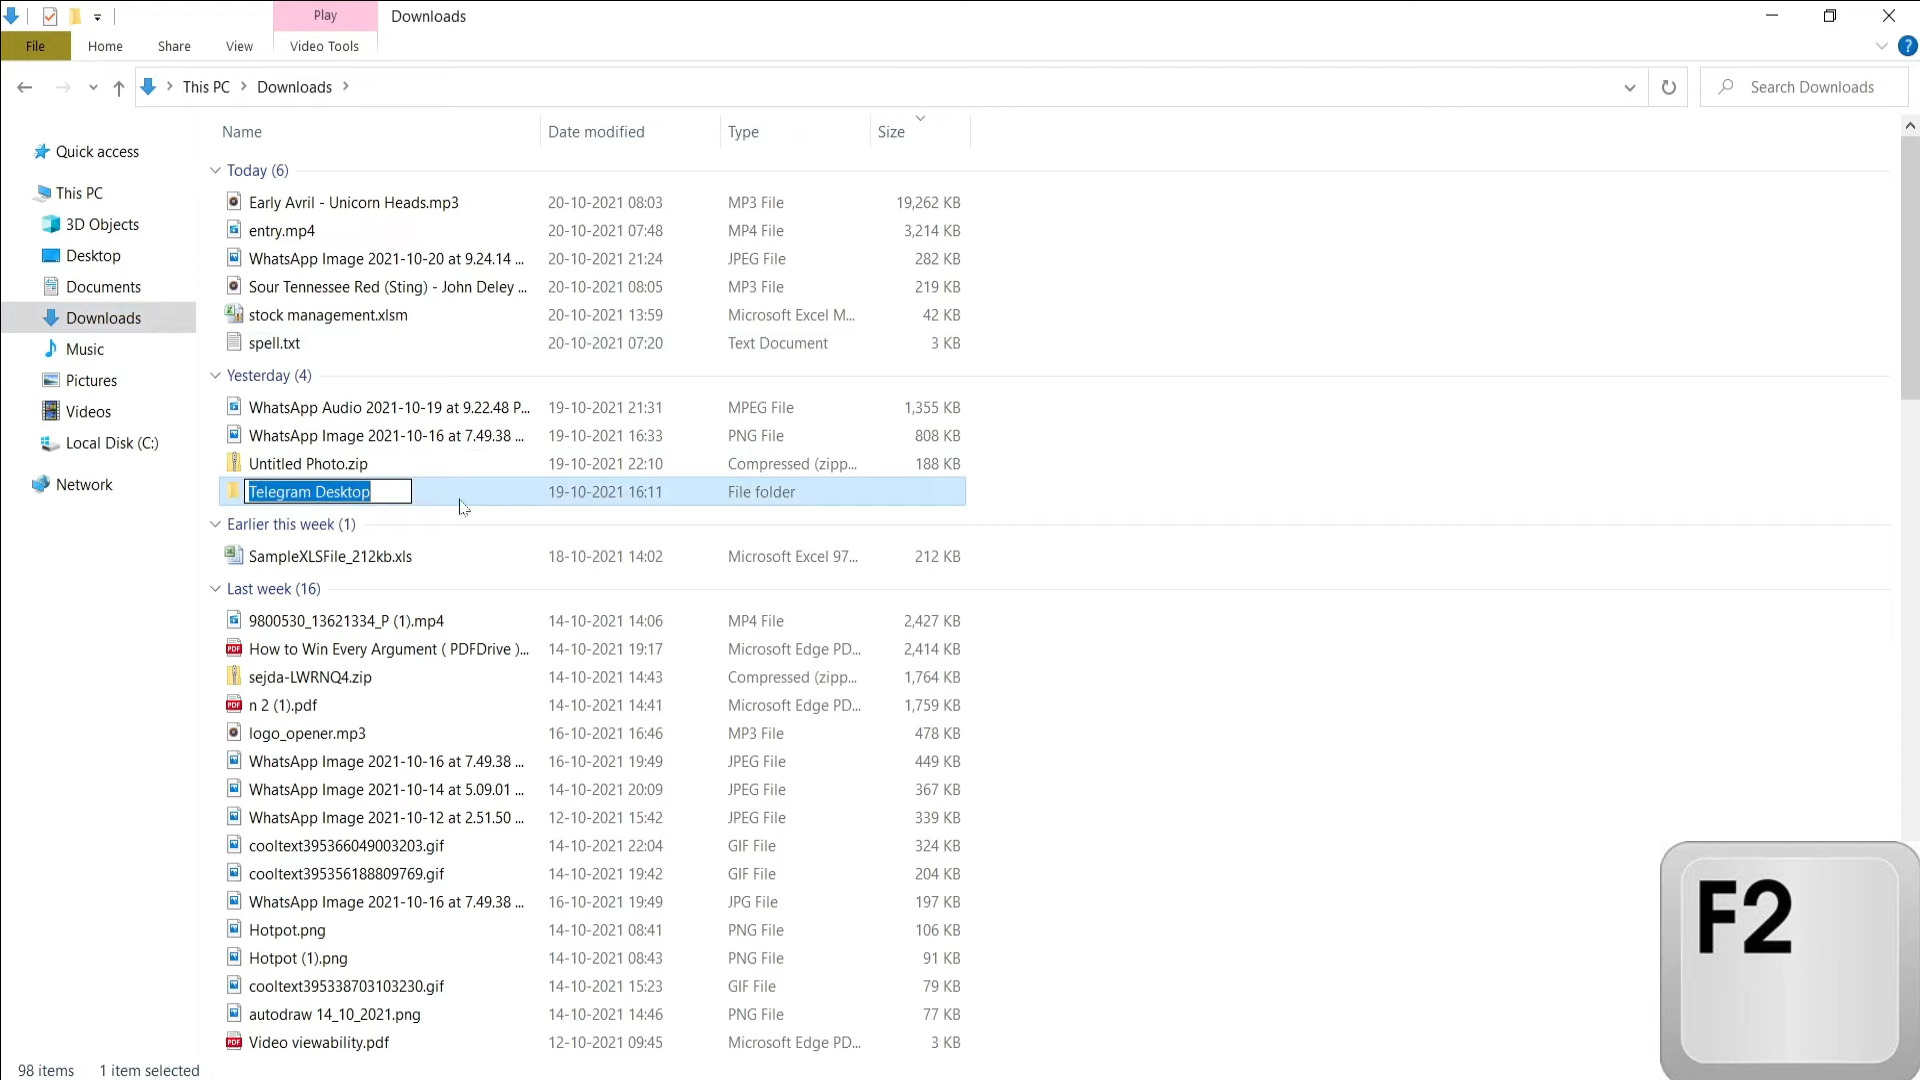 Play
Downloads
File
Home
Share
View
Video Tools
?
This PC
Downloads
Search Downloads
Name
Date modified
Type
Size
Quick access
This PC
3D Objects
Desktop
Documents
Downloads
Music
Pictures
Videos
Local Disk (C:)
Network
Today (6)
Early Avril - Unicorn Heads.mp3 20-10-2021 08:03 MP3 File 19,262 KB
entry.mp4 20-10-2021 07:48 MP4 File 3,214 KB
WhatsApp Image 2021-10-20 at 9.24.14 ... 20-10-2021 21:24 JPEG File 282 KB
Sour Tennessee Red (Sting) - John Deley ... 20-10-2021 08:05 MP3 File 219 KB
stock management.xlsm 20-10-2021 13:59 Microsoft Excel M... 42 KB
spell.txt 20-10-2021 07:20 Text Document 3 KB
Yesterday (4)
WhatsApp Audio 2021-10-19 at 9.22.48 P... 19-10-2021 21:31 MPEG File 1,355 KB
WhatsApp Image 2021-10-16 at 7.49.38 ... 19-10-2021 16:33 PNG File 808 KB
Untitled Photo.zip 19-10-2021 22:10 Compressed (zipp... 188 KB
Telegram Desktop 19-10-2021 16:11 File folder
Earlier this week (1)
SampleXLSFile_212kb.xls 18-10-2021 14:02 Microsoft Excel 97... 212 KB
Last week (16)
9800530_13621334_P (1).mp4 14-10-2021 14:06 MP4 File 2,427 KB
How to Win Every Argument ( PDFDrive )... 14-10-2021 19:17 Microsoft Edge PD... 2,414 KB
sejda-LWRNQ4.zip 14-10-2021 14:43 Compressed (zipp... 1,764 KB
n 2 (1).pdf 14-10-2021 14:41 Microsoft Edge PD... 1,759 KB
logo_opener.mp3 16-10-2021 16:46 MP3 File 478 KB
WhatsApp Image 2021-10-16 at 7.49.38 ... 16-10-2021 19:49 JPEG File 449 KB
WhatsApp Image 2021-10-14 at 5.09.01 ... 14-10-2021 20:09 JPEG File 367 KB
WhatsApp Image 2021-10-12 at 2.51.50 ... 12-10-2021 15:42 JPEG File 339 KB
cooltext395366049003203.gif 14-10-2021 22:04 GIF File 324 KB
cooltext395356188809769.gif 14-10-2021 19:42 GIF File 204 KB
WhatsApp Image 2021-10-16 at 7.49.38 ... 16-10-2021 19:49 JPG File 197 KB
Hotpot.png 14-10-2021 08:41 PNG File 106 KB
Hotpot (1).png 14-10-2021 08:43 PNG File 91 KB
cooltext395338703103230.gif 14-10-2021 15:23 GIF File 79 KB
autodraw 14_10_2021.png 14-10-2021 14:46 PNG File 77 KB
Video viewability.pdf 12-10-2021 09:45 Microsoft Edge PD... 3 KB
98 items 1 item selected
F2